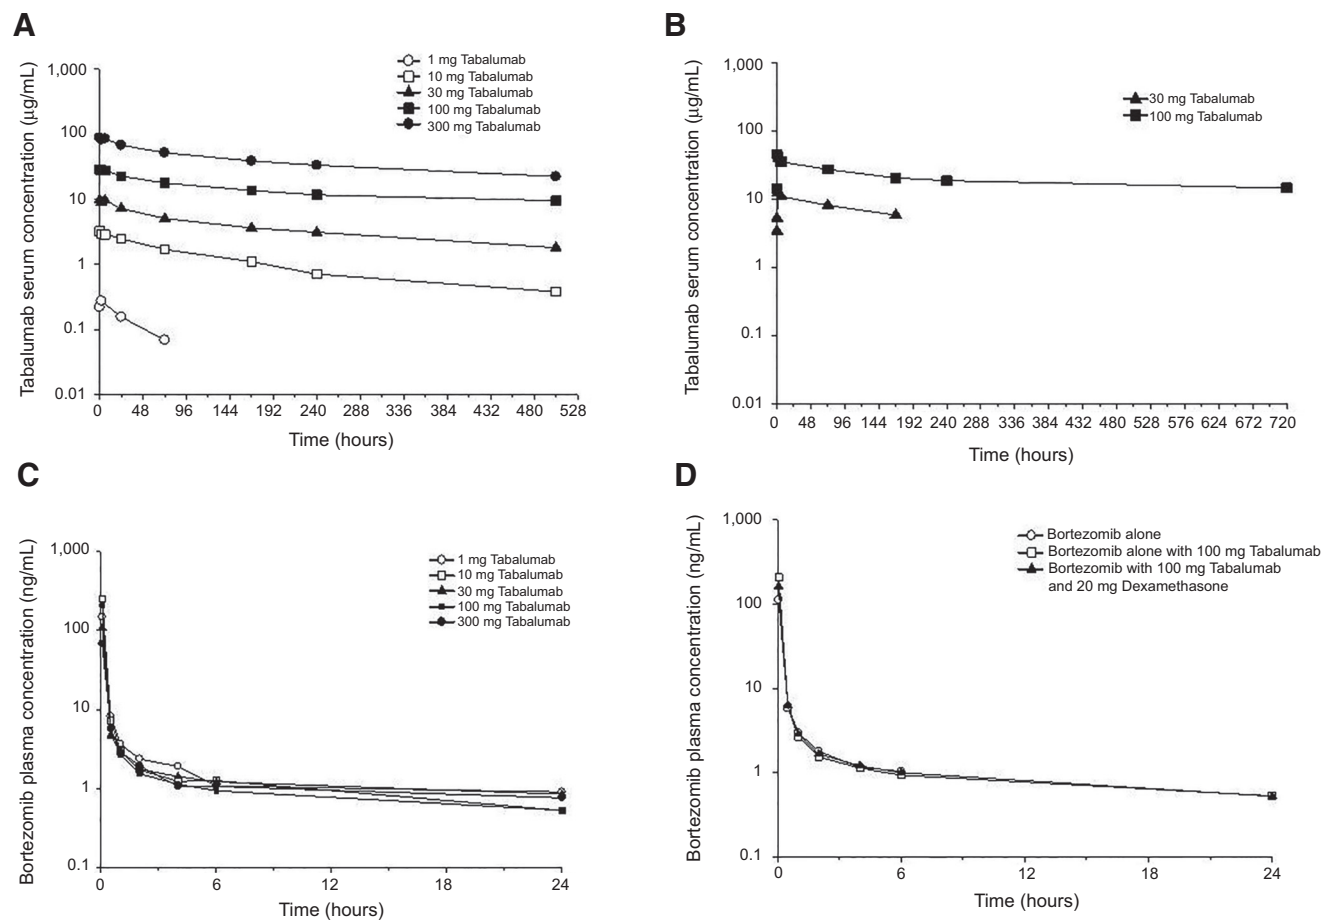 A
Tabalumab serum concentration (µg/mL)
1,000
100
10
1
0.1
0.01
1 mg Tabalumab
10 mg Tabalumab
30 mg Tabalumab
100 mg Tabalumab
300 mg Tabalumab
0 48 96 144 192 240 288 336 384 432 480 528
Time (hours)
B
Tabalumab serum concentration (µg/mL)
1,000
100
10
1
0.1
0.01
30 mg Tabalumab
100 mg Tabalumab
0 48 96 144 192 240 288 336 384 432 480 528 576 624 672 720
Time (hours)
C
Bortezomib plasma concentration (ng/mL)
1,000
100
10
1
0.1
1 mg Tabalumab
10 mg Tabalumab
30 mg Tabalumab
100 mg Tabalumab
300 mg Tabalumab
0 6 12 18 24
Time (hours)
D
Bortezomib plasma concentration (ng/mL)
1,000
100
10
1
0.1
Bortezomib alone
Bortezomib alone with 100 mg Tabalumab
Bortezomib with 100 mg Tabalumab
and 20 mg Dexamethasone
0 6 12 18 24
Time (hours)